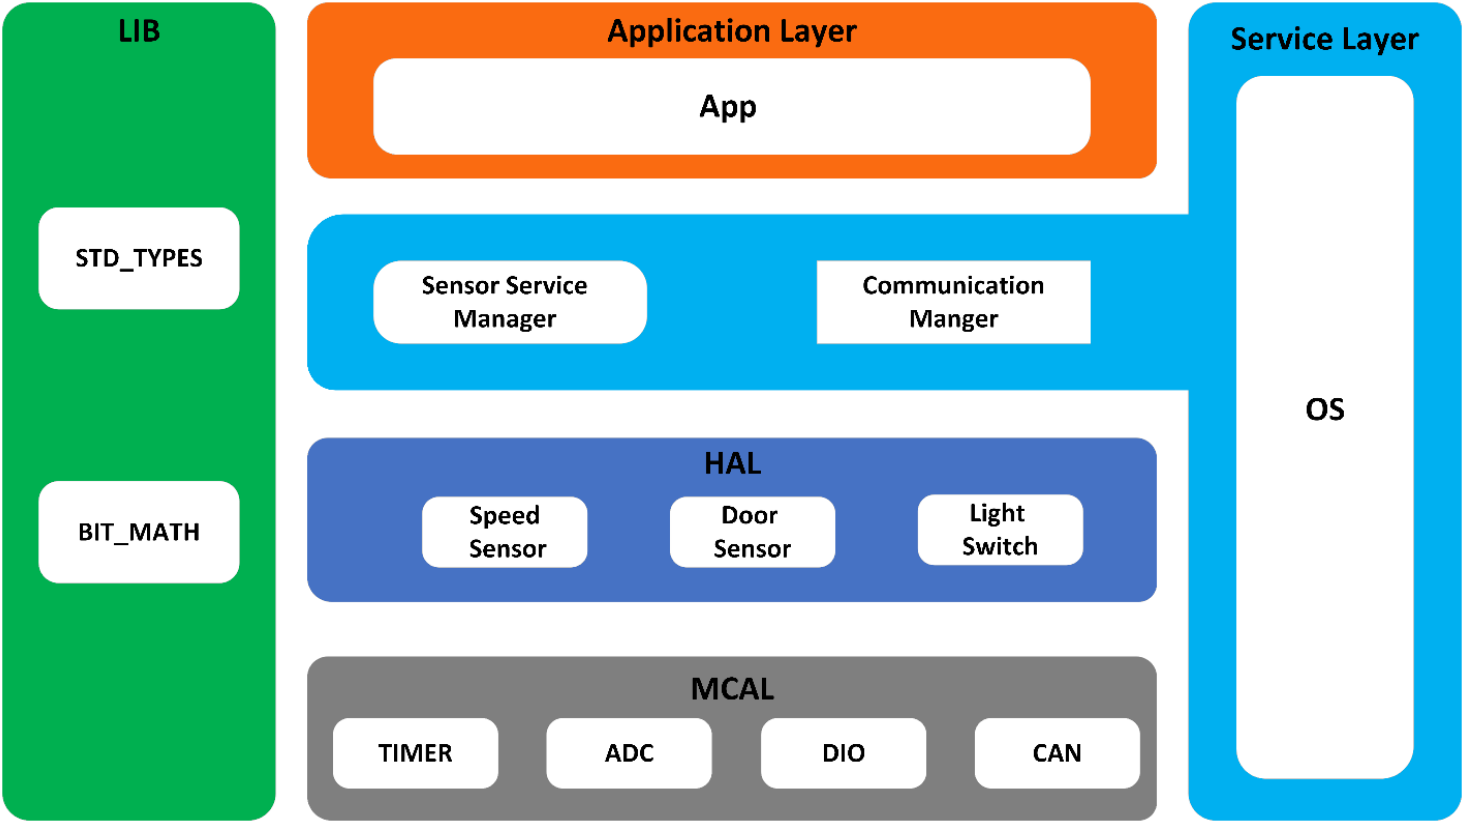 LIB
STD_TYPES
BIT_MATH
Application Layer
App
Sensor Service
Manager
Communication
Manger
HAL
Speed
Sensor
Door
Sensor
Light
Switch
MCAL
TIMER
ADC
DIO
CAN
Service Layer
OS